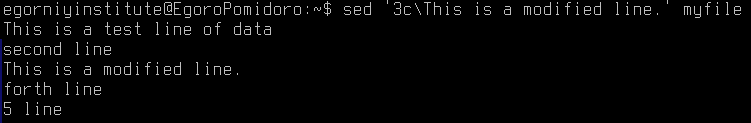 egorniyinstitute@EgoroPomidoro:~$ sed '3c\This is a modified line.' myfile
This is a test line of data
second line
This is a modified line.
forth line
5 line